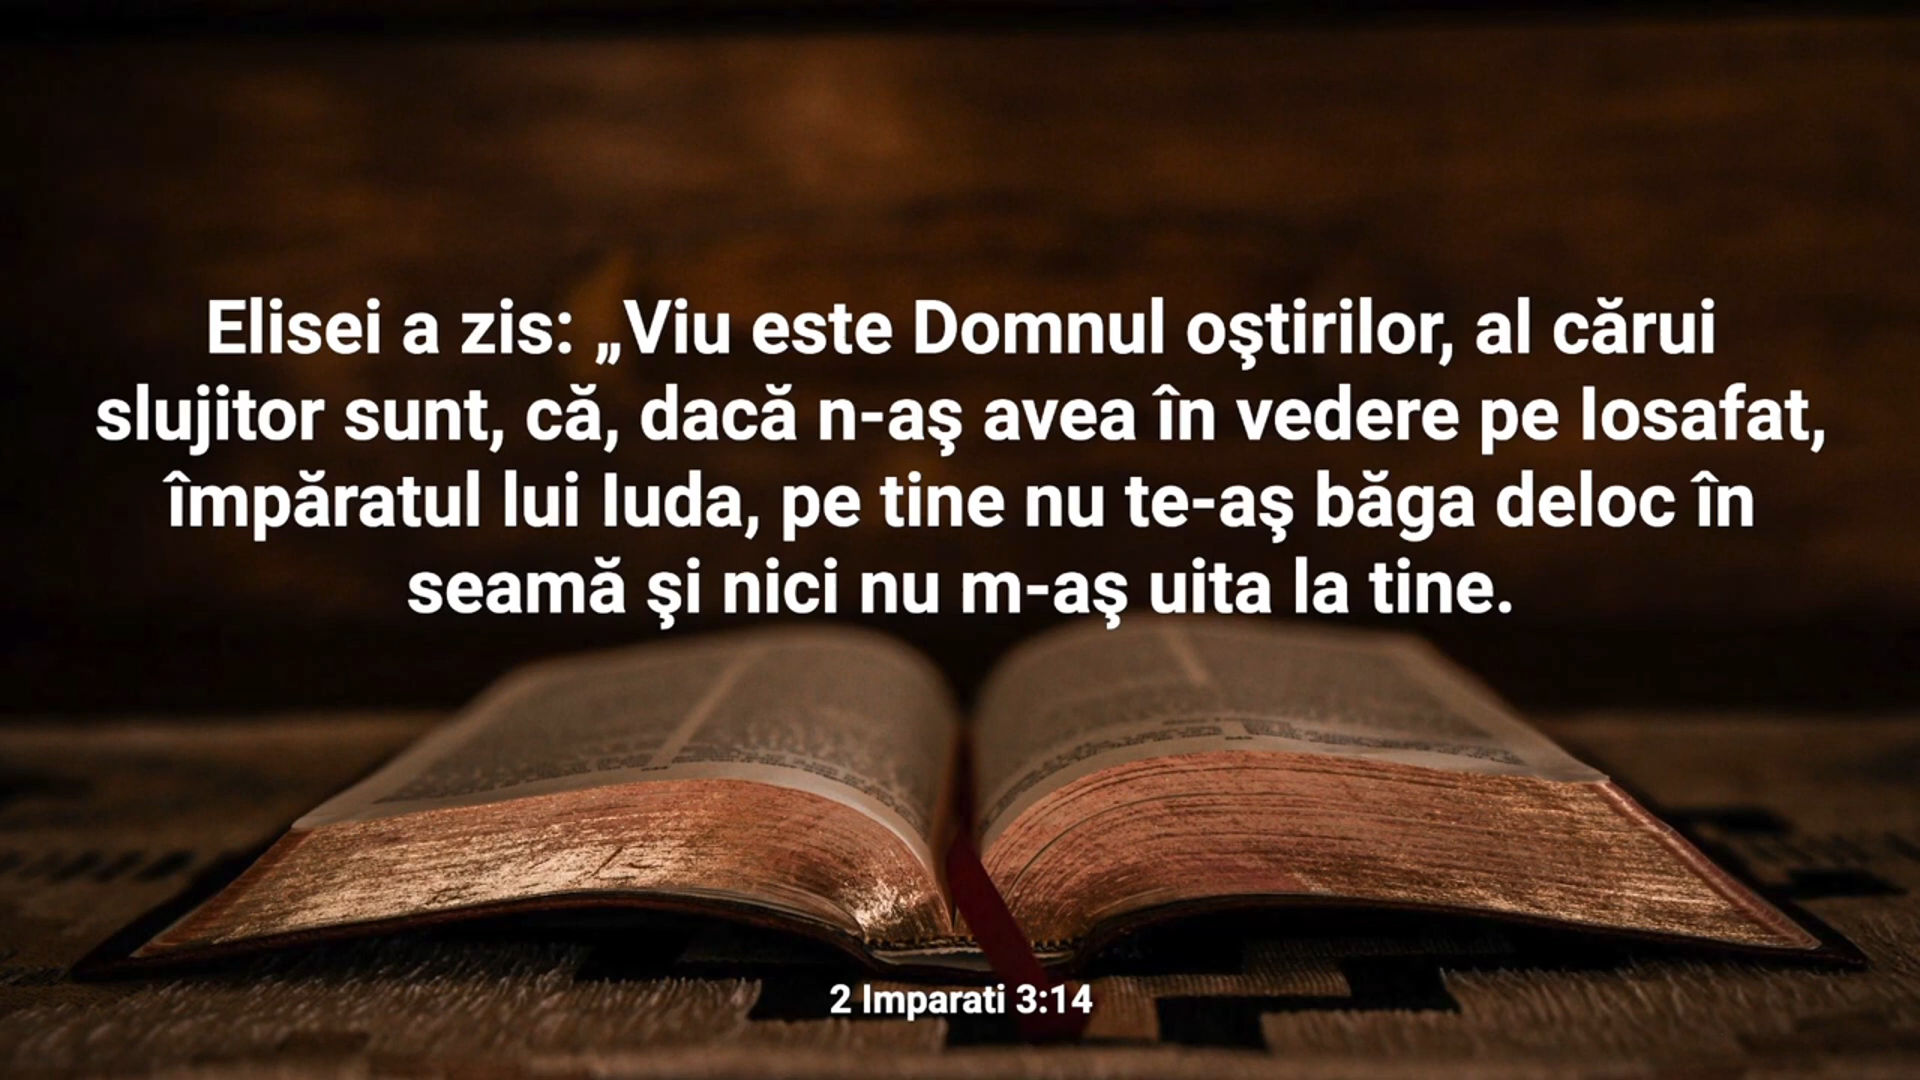 Elisei a zis: „Viu este Domnul oştirilor, al cărui
slujitor sunt, că, dacă n-aş avea în vedere pe Iosafat,
împăratul lui Iuda, pe tine nu te-aş băga deloc în
seamă şi nici nu m-aş uita la tine.
2 Imparati 3:14